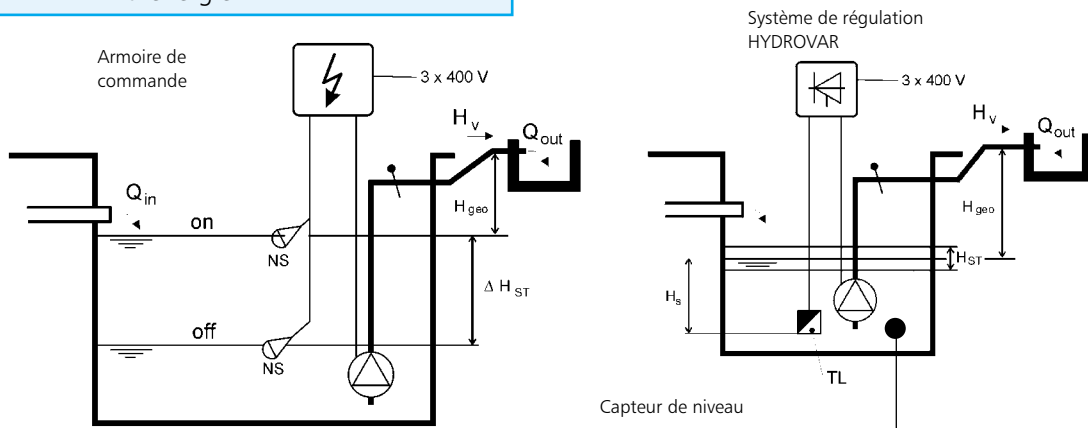 Armoire de
commande
3 x 400 V
H v
Q out
Q in
on
NS
H geo
Δ H ST
off
NS
Système de régulation
HYDROVAR
3 x 400 V
H v
Q out
H geo
H ST
H s
TL
Capteur de niveau